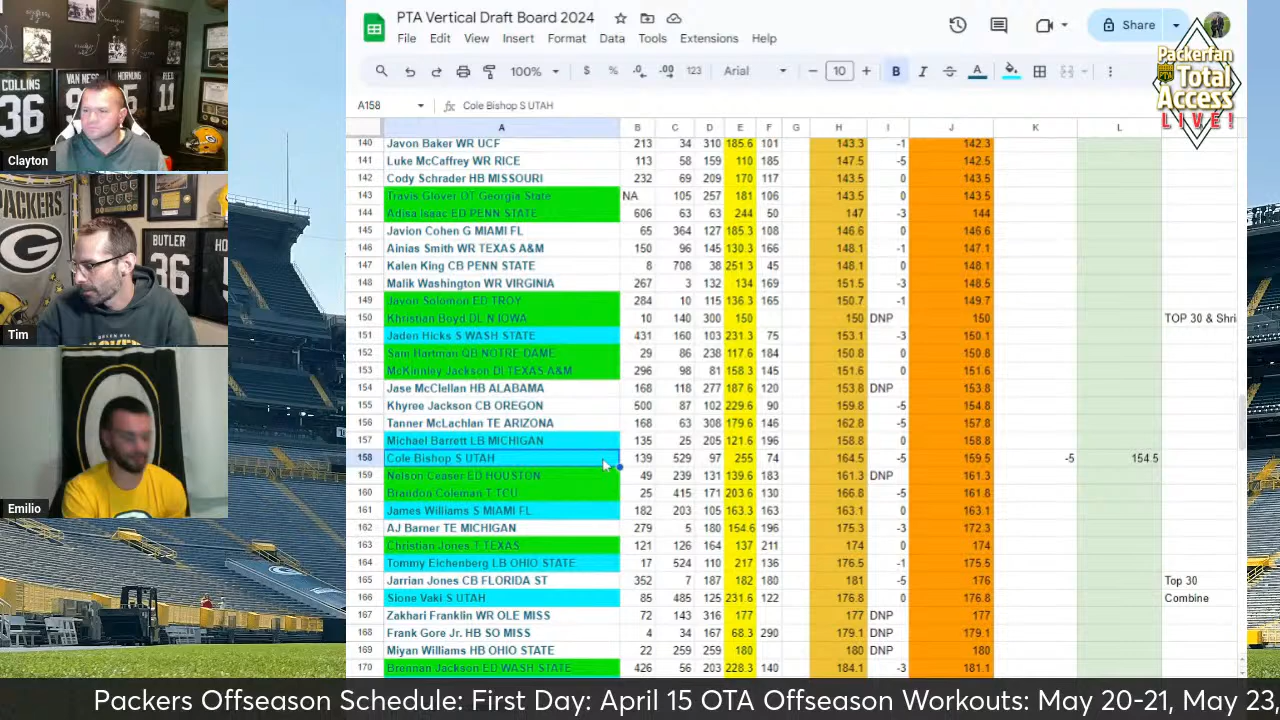 PTA Vertical Draft Board 2024
File Edit View Insert Format Data Tools Extensions Help
Share
100% % .0 .00 123 Arial 10 B I A
A158 fx Cole Bishop S UTAH
A B C D E F G H I J K L
140 Javon Baker WR UCF 213 34 310 185.6 101 143.3 -1 142.3
141 Luke McCaffrey WR RICE 113 58 159 110 185 147.5 -5 142.5
142 Cody Schrader HB MISSOURI 232 69 209 170 117 143.5 0 143.5
143 Travis Glover OT Georgia State NA 105 257 181 106 143.5 0 143.5
144 Adisa Isaac ED PENN STATE 606 63 63 244 50 147 -3 144
145 Javion Cohen G MIAMI FL 65 364 127 185.3 108 146.6 0 146.6
146 Ainias Smith WR TEXAS A&M 150 96 145 130.3 166 148.1 -1 147.1
147 Kalen King CB PENN STATE 8 708 38 251.3 45 148.1 0 148.1
148 Malik Washington WR VIRGINIA 267 3 132 134 169 151.5 -3 148.5
149 Javon Solomon ED TROY 284 10 115 136.3 165 150.7 -1 149.7
150 Khristian Boyd DL N IOWA 10 140 300 150 150 DNP 150 TOP 30 & Shri
151 Jaden Hicks S WASH STATE 431 160 103 231.3 75 153.1 -3 150.1
152 Sam Hartman QB NOTRE DAME 29 86 238 117.6 184 150.8 0 150.8
153 McKinnley Jackson DI TEXAS A&M 296 98 81 158.3 145 151.6 0 151.6
154 Jase McClellan HB ALABAMA 168 118 277 187.6 120 153.8 DNP 153.8
155 Khyree Jackson CB OREGON 500 87 102 229.6 90 159.8 -5 154.8
156 Tanner McLachlan TE ARIZONA 168 63 308 179.6 146 162.8 -5 157.8
157 Michael Barrett LB MICHIGAN 135 25 205 121.6 196 158.8 0 158.8
158 Cole Bishop S UTAH 139 529 97 255 74 164.5 -5 159.5 -5 154.5
159 Nelson Ceaser ED HOUSTON 49 239 131 139.6 183 161.3 DNP 161.3
160 Brandon Coleman T TCU 25 415 171 203.6 130 166.8 -5 161.8
161 James Williams S MIAMI FL 182 203 105 163.3 163 163.1 0 163.1
162 AJ Barner TE MICHIGAN 279 5 180 154.6 196 175.3 -3 172.3
163 Christian Jones T TEXAS 121 126 164 137 211 174 0 174
164 Tommy Eichenberg LB OHIO STATE 17 524 110 217 136 176.5 -1 175.5
165 Jarrian Jones CB FLORIDA ST 352 7 187 182 180 181 -5 176 Top 30
166 Sione Vaki S UTAH 85 485 125 231.6 122 176.8 0 176.8 Combine
167 Zakhari Franklin WR OLE MISS 72 143 316 177 177 DNP 177
168 Frank Gore Jr. HB SO MISS 4 34 167 68.3 290 179.1 DNP 179.1
169 Miyan Williams HB OHIO STATE 22 259 259 180 180 DNP 180
170 Brennan Jackson ED WASH STATE 426 56 203 228.3 140 184.1 -3 181.1
Packerfan
PTA Total
Access
LIVE!
COLLINS
36
VAN NESS
HORNUNG
REED
11
Clayton
PACKERS
G
BUTLER
36
Tim
Emilio
Packers Offseason Schedule: First Day: April 15 OTA Offseason Workouts: May 20-21, May 23,